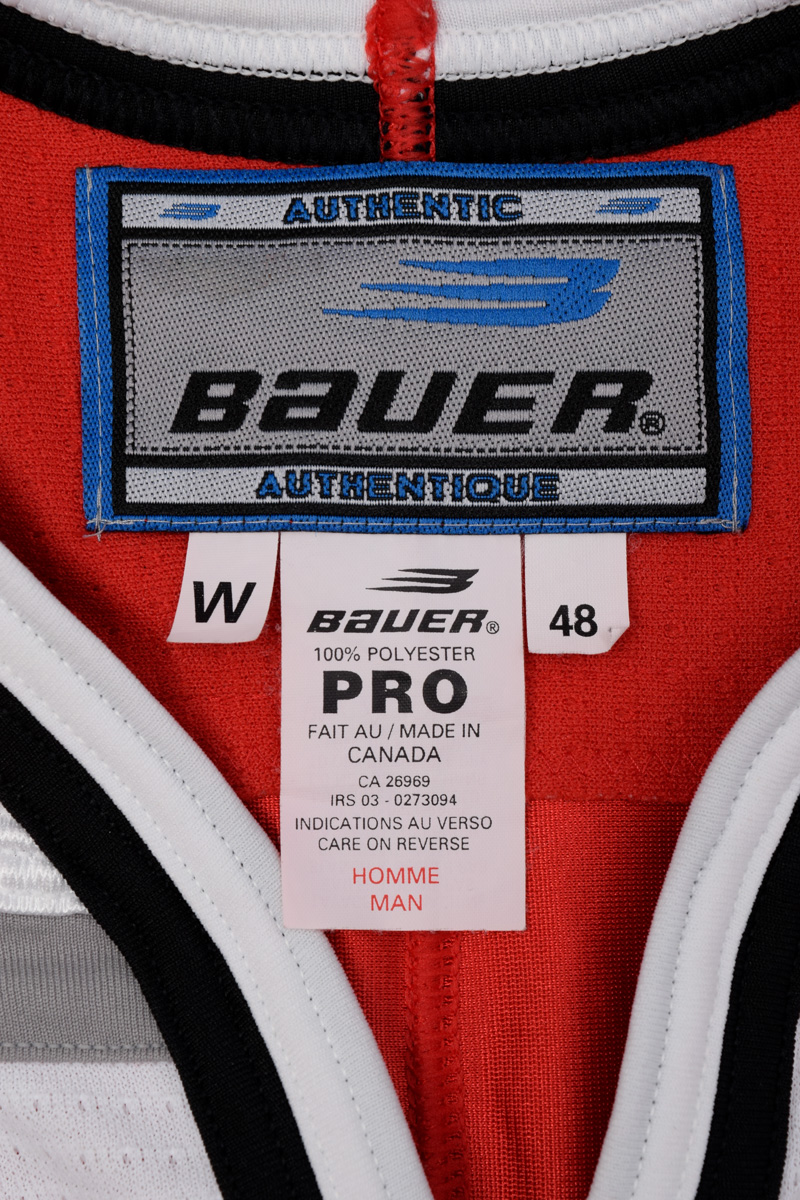 AUTHENTIC
BAUER®
AUTHENTIQUE
W
48
BAUER®
100% POLYESTER
PRO
FAIT AU / MADE IN
CANADA
CA 26969
IRS 03 - 0273094
INDICATIONS AU VERSO
CARE ON REVERSE
HOMME
MAN